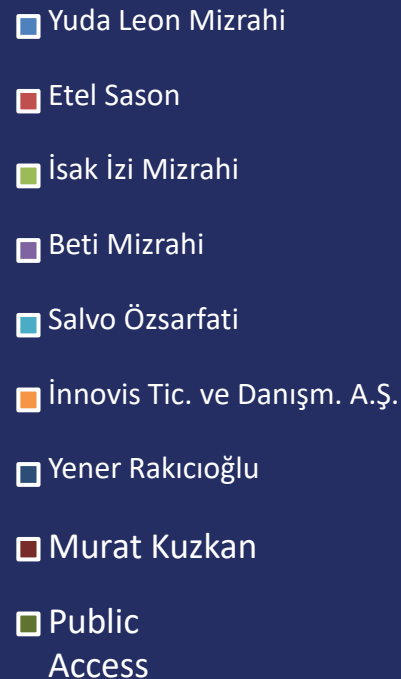 Yuda Leon Mizrahi
Etel Sason
İsak İzi Mizrahi
Beti Mizrahi
Salvo Özsarfati
İnnovis Tic. ve Danışm. A.Ş.
Yener Rakıcıoğlu
Murat Kuzkan
Public
Access